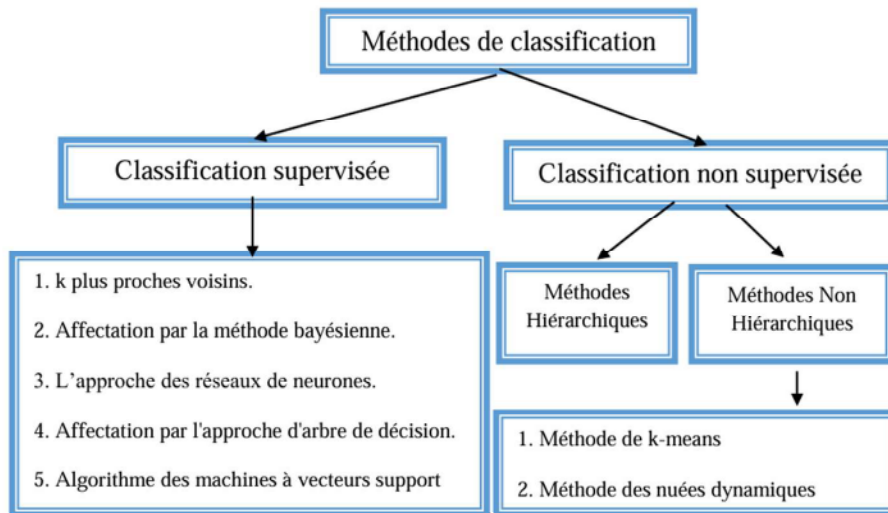 Méthodes de classification
Classification supervisée
Classification non supervisée
1. k plus proches voisins.
2. Affectation par la méthode bayésienne.
3. L'approche des réseaux de neurones.
4. Affectation par l'approche d'arbre de décision.
5. Algorithme des machines à vecteurs support
Méthodes
Hiérarchiques
Méthodes Non
Hiérarchiques
1. Méthode de k-means
2. Méthode des nuées dynamiques